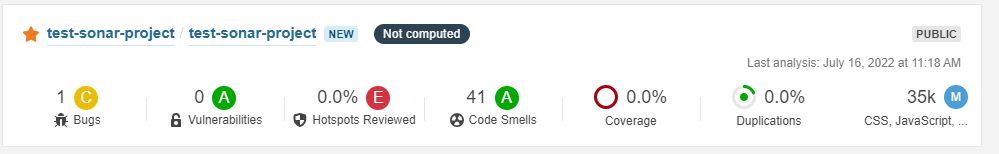 test-sonar-project / test-sonar-project NEW Not computed PUBLIC
Last analysis: July 16, 2022 at 11:18 AM
1 C 0 A 0.0% E 41 A 0.0% 0.0% 35k M
Bugs Vulnerabilities Hotspots Reviewed Code Smells Coverage Duplications CSS, JavaScript, ...